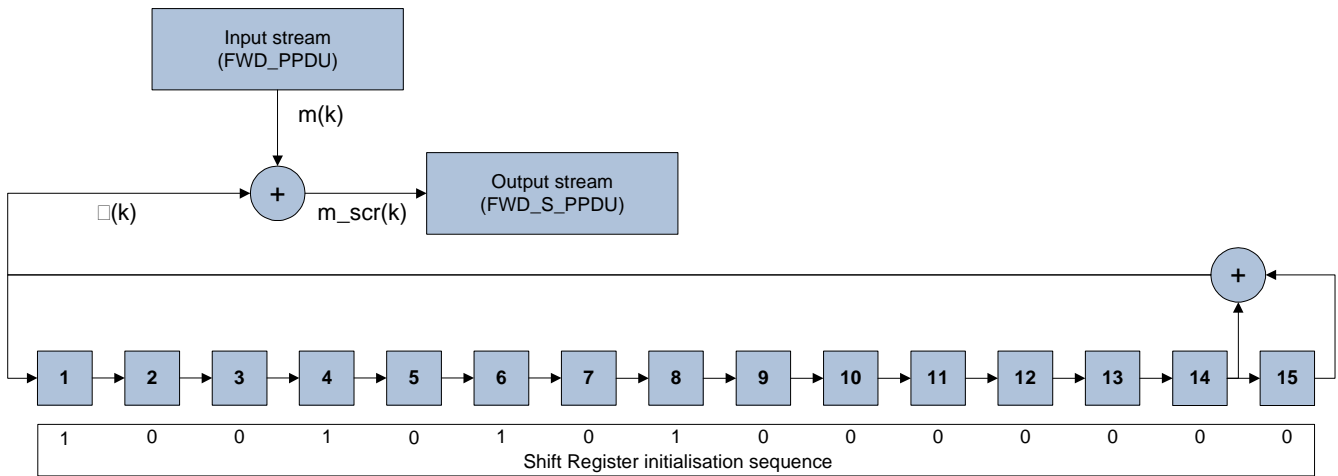 Input stream
(FWD_PPDU)
m(k)
+
Output stream
(FWD_S_PPDU)
□(k)
m_scr(k)
+
1 2 3 4 5 6 7 8 9 10 11 12 13 14 15
1 0 0 1 0 1 0 1 0 0 0 0 0 0 0
Shift Register initialisation sequence